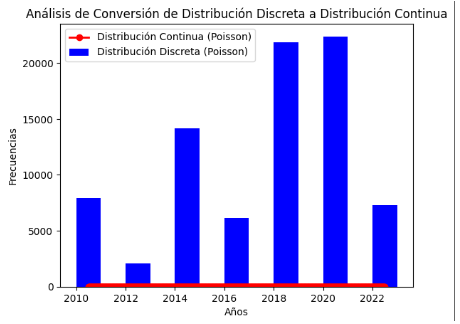 Análisis de Conversión de Distribución Discreta a Distribución Continua
Distribución Continua (Poisson)
Distribución Discreta (Poisson)
20000
15000
10000
5000
0
Frecuencias
2010 2012 2014 2016 2018 2020 2022
Años